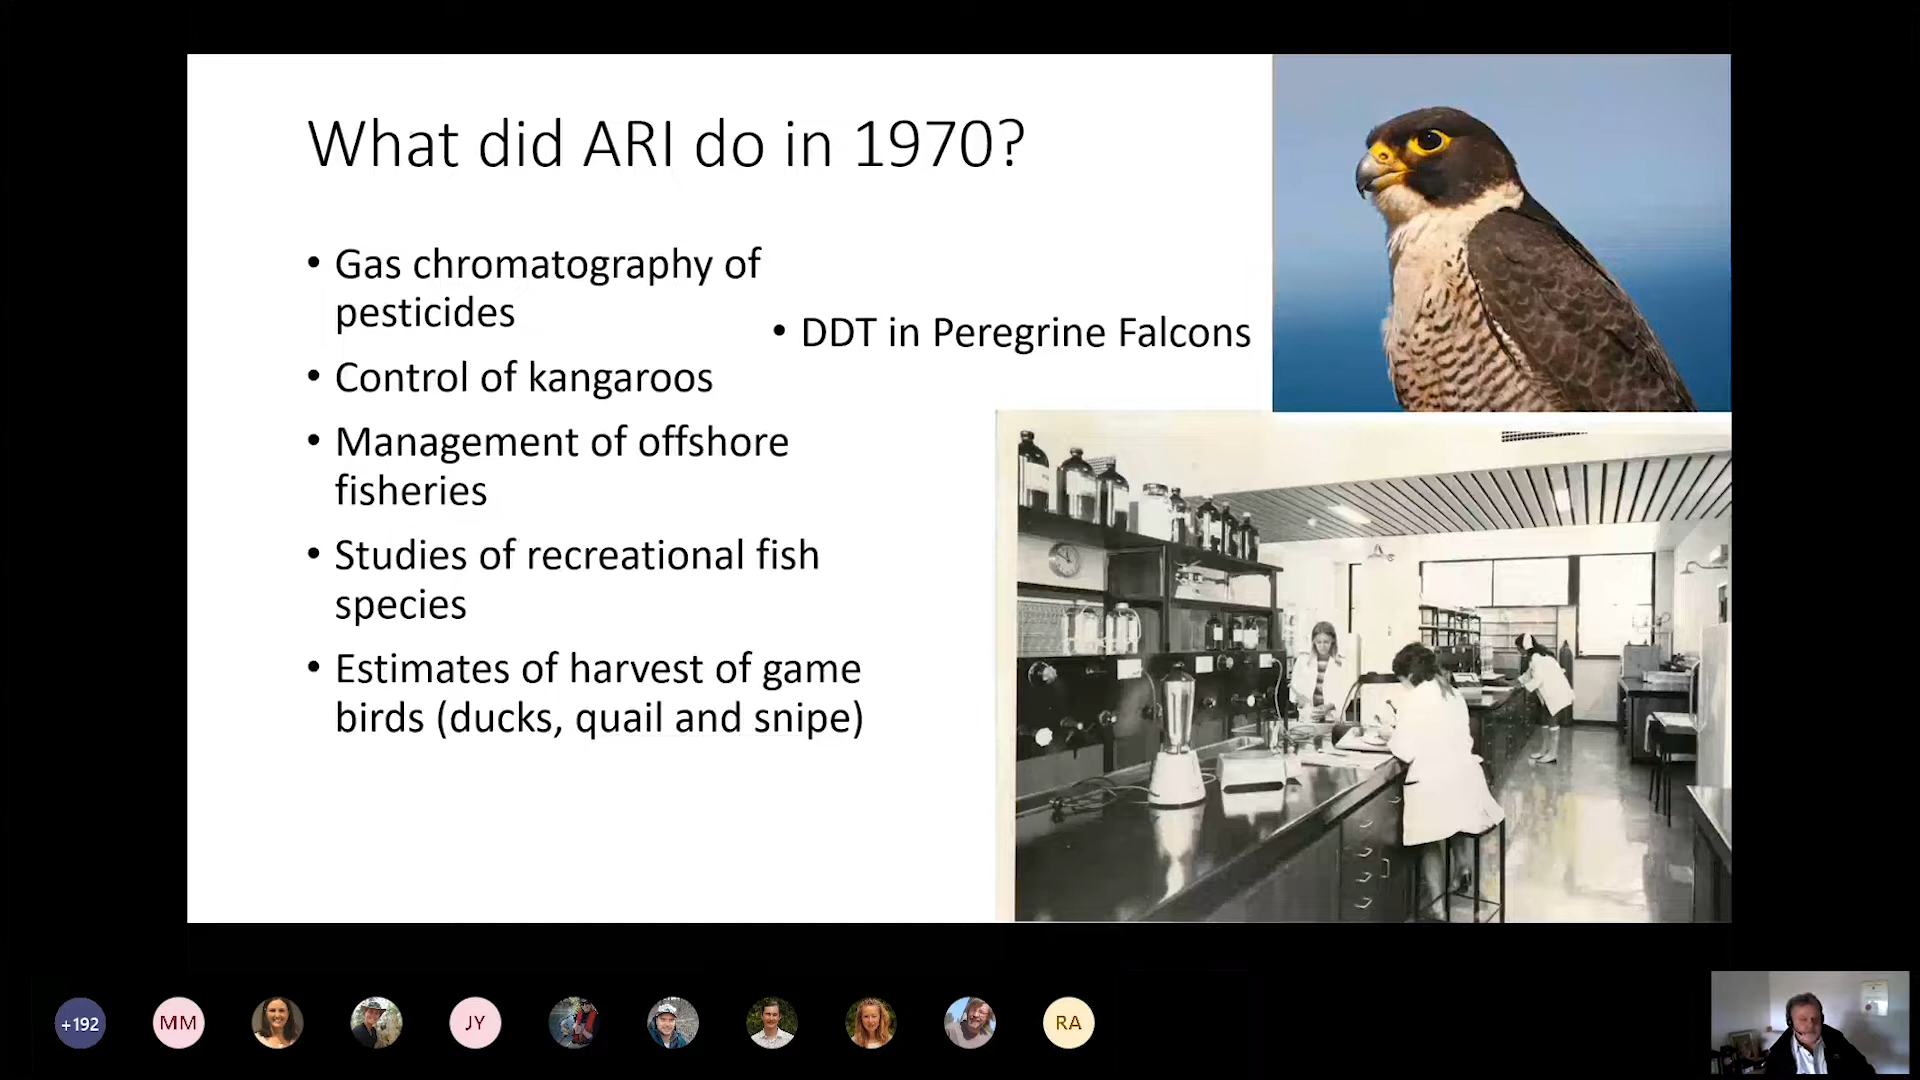 What did ARI do in 1970?
• Gas chromatography of
pesticides
• DDT in Peregrine Falcons
• Control of kangaroos
• Management of offshore
fisheries
• Studies of recreational fish
species
• Estimates of harvest of game
birds (ducks, quail and snipe)
+192
MM
JY
RA